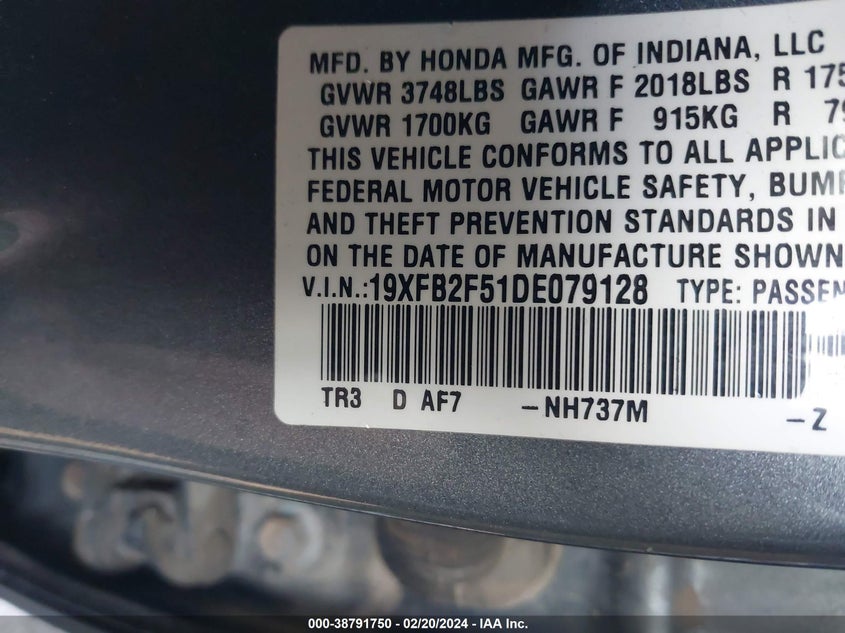 MFD. BY HONDA MFG. OF INDIANA, LLC
GVWR 3748LBS GAWR F 2018LBS R 175
GVWR 1700KG GAWR F 915KG R 79
THIS VEHICLE CONFORMS TO ALL APPLIC
FEDERAL MOTOR VEHICLE SAFETY, BUMP
AND THEFT PREVENTION STANDARDS IN
ON THE DATE OF MANUFACTURE SHOWN
V.I.N.:19XFB2F51DE079128 TYPE: PASSEN
TR3 D AF7 -NH737M -Z
000-38791750 — 02/20/2024 — IAA Inc.